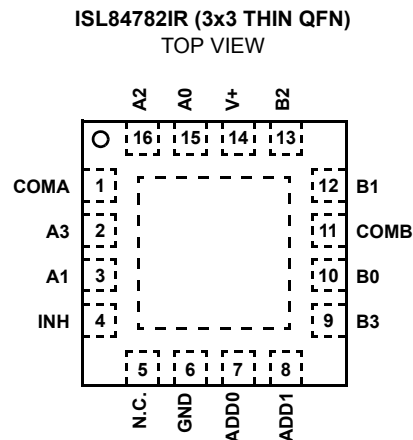 ISL84782IR (3x3 THIN QFN)
TOP VIEW
A2 A0 V+ B2
16 15 14 13
COMA 1 12 B1
A3 2 11 COMB
A1 3 10 B0
INH 4 9 B3
5 6 7 8
N.C. GND ADD0 ADD1